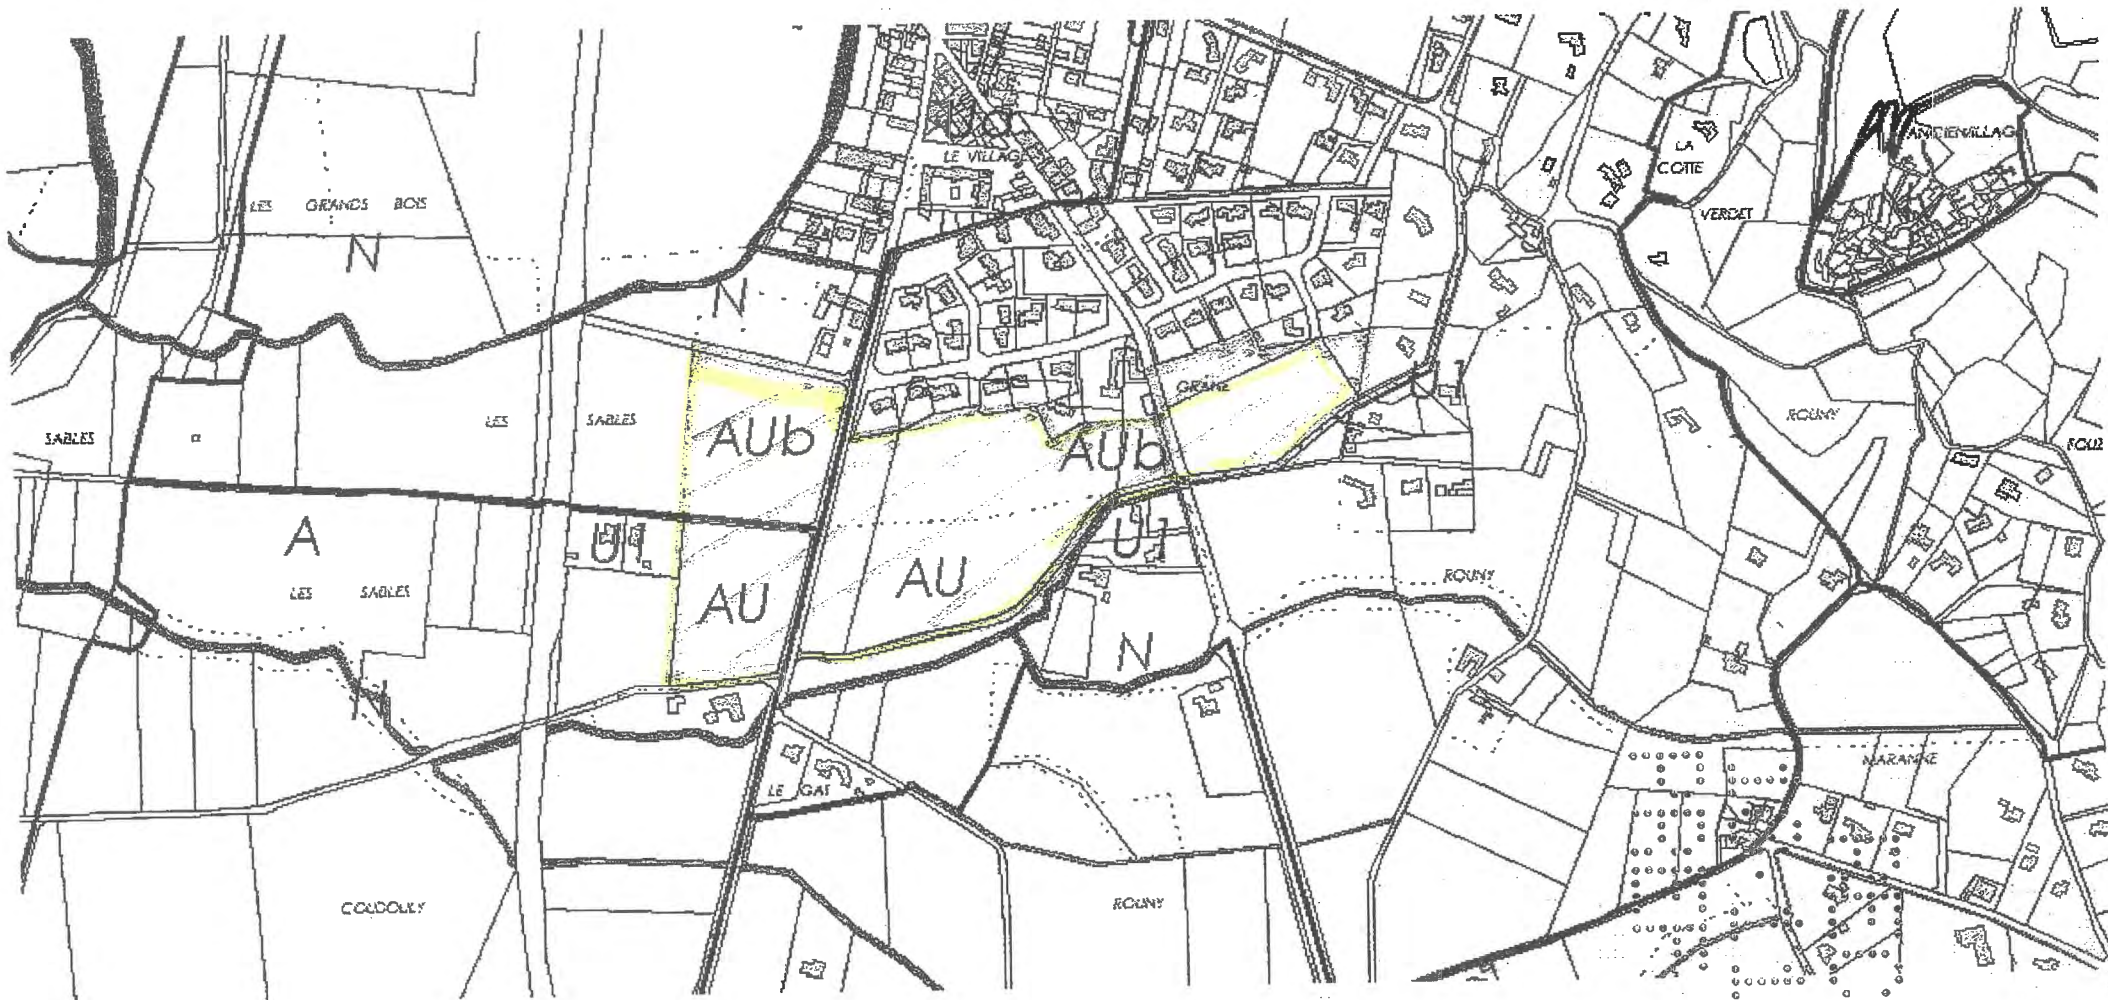 LE VILLAGE
ANCIEN VILLAGE
LA
COTTE
LES GRANDS BOIS
VERDET
N
N
GRANE
LES SABLES
ROUNY
SABLES
AUb
AUb
A
U1
U1
LES SABLES
AU
AU
ROUNY
N
MARANNE
LE GAT
COUDOULY
ROUNY